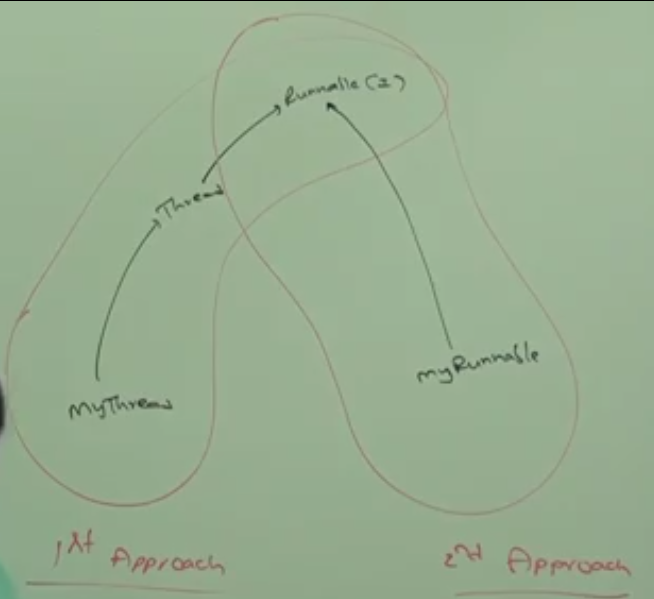 Runnable (I)
Thread
myRunnable
MyThread
1st Approach
2nd Approach